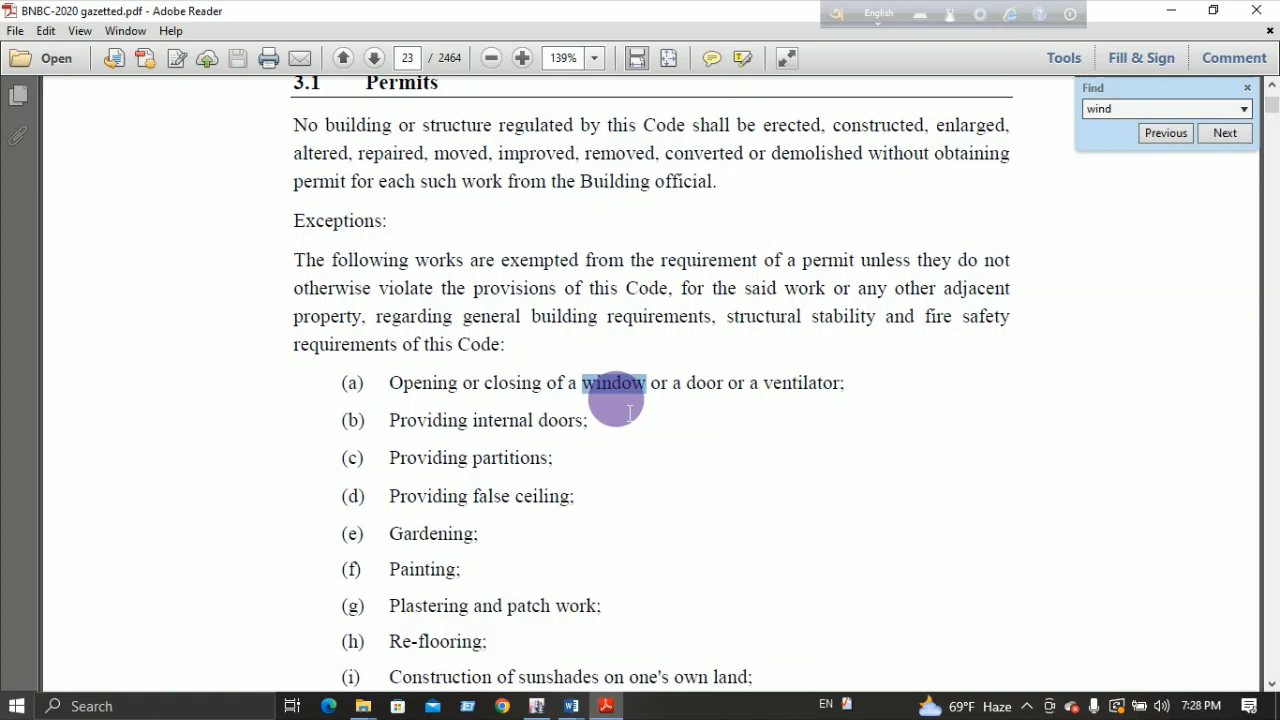 BNBC-2020 gazetted.pdf - Adobe Reader
English
File Edit View Window Help
Open 23 / 2464 139% Tools Fill & Sign Comment
Find
wind
Previous Next
3.1 Permits
No building or structure regulated by this Code shall be erected, constructed, enlarged,
altered, repaired, moved, improved, removed, converted or demolished without obtaining
permit for each such work from the Building official.
Exceptions:
The following works are exempted from the requirement of a permit unless they do not
otherwise violate the provisions of this Code, for the said work or any other adjacent
property, regarding general building requirements, structural stability and fire safety
requirements of this Code:
(a) Opening or closing of a window or a door or a ventilator;
(b) Providing internal doors;
(c) Providing partitions;
(d) Providing false ceiling;
(e) Gardening;
(f) Painting;
(g) Plastering and patch work;
(h) Re-flooring;
(i) Construction of sunshades on one's own land;
Search EN 69°F Haze 7:28 PM